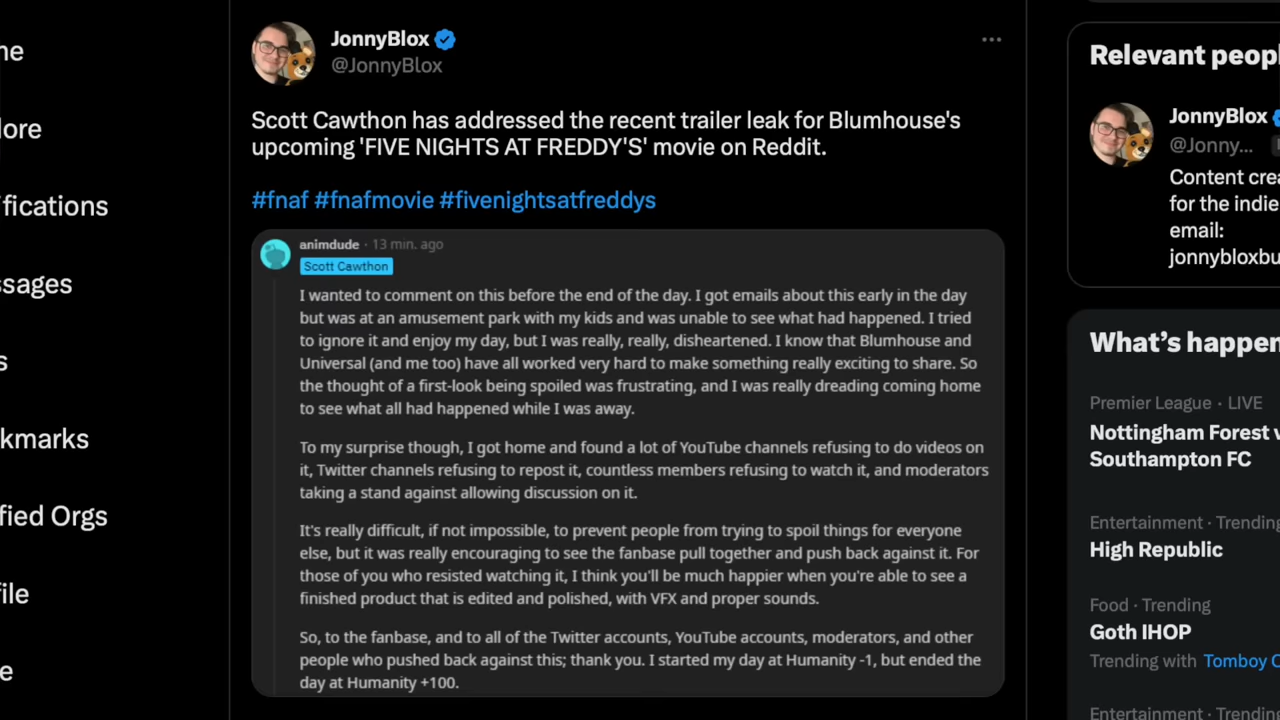 me
lore
fications
ssages
s
kmarks
fied Orgs
file
e
JonnyBlox
@JonnyBlox
Scott Cawthon has addressed the recent trailer leak for Blumhouse's
upcoming 'FIVE NIGHTS AT FREDDY'S' movie on Reddit.
#fnaf #fnafmovie #fivenightsatfreddys
animdude · 13 min. ago
Scott Cawthon
I wanted to comment on this before the end of the day. I got emails about this early in the day
but was at an amusement park with my kids and was unable to see what had happened. I tried
to ignore it and enjoy my day, but I was really, really, disheartened. I know that Blumhouse and
Universal (and me too) have all worked very hard to make something really exciting to share. So
the thought of a first-look being spoiled was frustrating, and I was really dreading coming home
to see what all had happened while I was away.
To my surprise though, I got home and found a lot of YouTube channels refusing to do videos on
it, Twitter channels refusing to repost it, countless members refusing to watch it, and moderators
taking a stand against allowing discussion on it.
It's really difficult, if not impossible, to prevent people from trying to spoil things for everyone
else, but it was really encouraging to see the fanbase pull together and push back against it. For
those of you who resisted watching it, I think you'll be much happier when you're able to see a
finished product that is edited and polished, with VFX and proper sounds.
So, to the fanbase, and to all of the Twitter accounts, YouTube accounts, moderators, and other
people who pushed back against this; thank you. I started my day at Humanity -1, but ended the
day at Humanity +100.
Relevant peopl
JonnyBlox
@Jonny...
Content crea
for the indie
email:
jonnybloxbu
What's happen
Premier League · LIVE
Nottingham Forest v
Southampton FC
Entertainment · Trending
High Republic
Food · Trending
Goth IHOP
Trending with Tomboy C
Entertainment · Trending